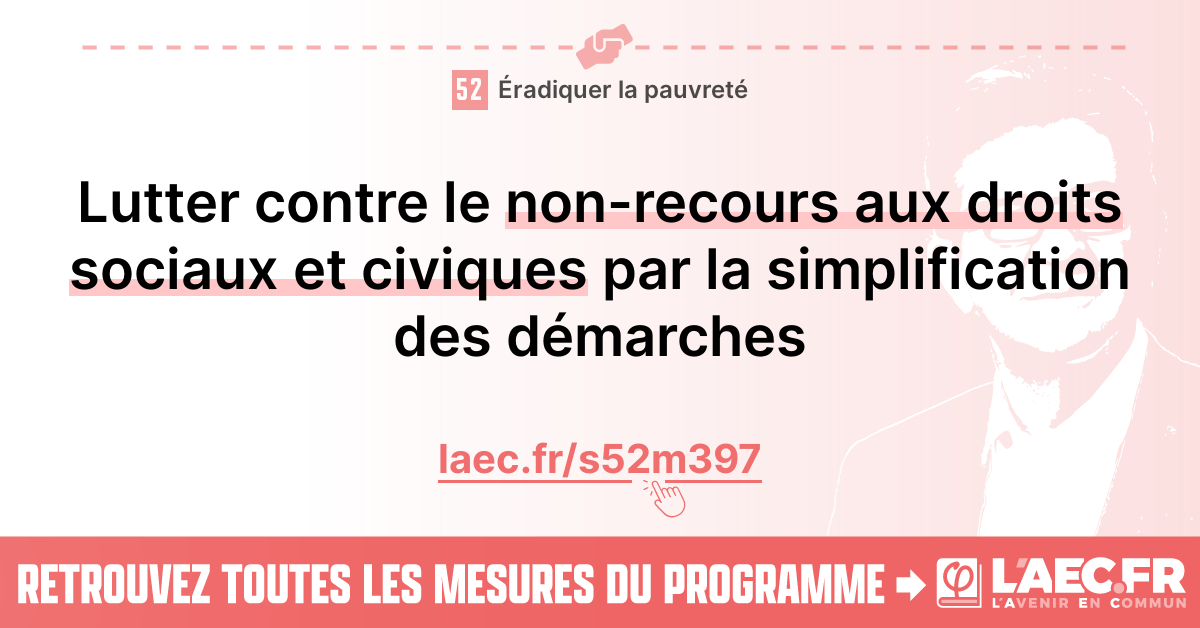 52 Éradiquer la pauvreté
Lutter contre le non-recours aux droits
sociaux et civiques par la simplification
des démarches
laec.fr/s52m397
RETROUVEZ TOUTES LES MESURES DU PROGRAMME
φ L'AEC.FR
L'AVENIR EN COMMUN